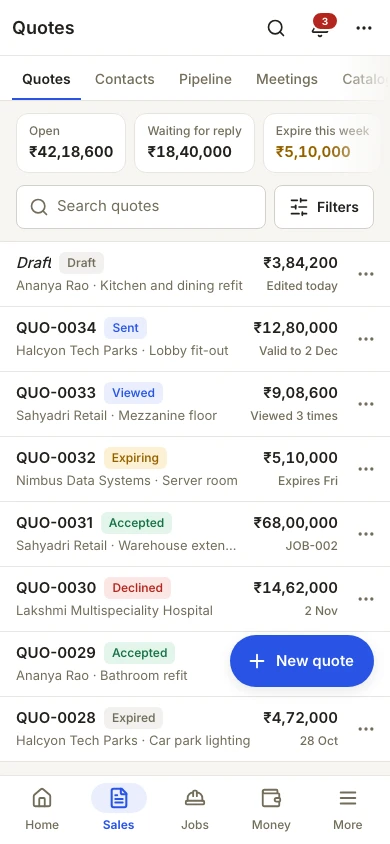 Quotes
3
Quotes Contacts Pipeline Meetings
Open
₹42,18,600
Waiting for reply
₹18,40,000
Expire this week
₹5,10,000
Search quotes
Filters
Draft Draft ₹3,84,200
Ananya Rao · Kitchen and dining refit Edited today
QUO-0034 Sent ₹12,80,000
Halcyon Tech Parks · Lobby fit-out Valid to 2 Dec
QUO-0033 Viewed ₹9,08,600
Sahyadri Retail · Mezzanine floor Viewed 3 times
QUO-0032 Expiring ₹5,10,000
Nimbus Data Systems · Server room Expires Fri
QUO-0031 Accepted ₹68,00,000
Sahyadri Retail · Warehouse exten... JOB-002
QUO-0030 Declined ₹14,62,000
Lakshmi Multispeciality Hospital 2 Nov
QUO-0029 Accepted
Ananya Rao · Bathroom refit
New quote
QUO-0028 Expired ₹4,72,000
Halcyon Tech Parks · Car park lighting 28 Oct
Home Sales Jobs Money More